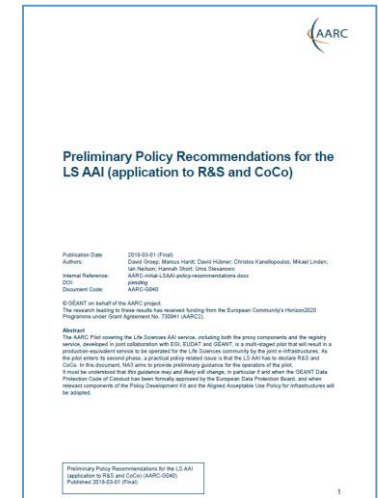 AARC
Preliminary Policy Recommendations for the
LS AAI (application to R&S and CoCo)
Publication Date 2018-03-01 (Final)
Authors: David Groep; Marcus Hardt; David Hübner; Christos Kanellopoulos; Mikael Linden;
Ian Neilson; Hannah Short; Uros Stevanovic
Internal Reference: AARC-initial-LSAAI-policy-recommendations.docx
DOI: pending
Document Code: AARC-G040
© GÉANT on behalf of the AARC project.
The research leading to these results has received funding from the European Community's Horizon2020
Programme under Grant Agreement No. 730941 (AARC2).
Abstract
The AARC Pilot covering the Life Sciences AAI service, including both the proxy components and the registry
service, developed in joint collaboration with EGI, EUDAT and GÉANT, is a multi-staged pilot that will result in a
production-equivalent service to be operated for the Life Sciences community by the joint e-Infrastructures. As
the pilot enters its second phase, a practical policy related issue is that the LS AAI has to declare R&S and
CoCo. In this document, NA3 aims to provide preliminary guidance for the operators of the pilot.
It must be understood that this guidance may and likely will change, in particular if and when the GEANT Data
Protection Code of Conduct has been formally approved by the European Data Protection Board, and when
relevant components of the Policy Development Kit and the Aligned Acceptable Use Policy for Infrastructures will
be adopted.
Preliminary Policy Recommendations for the LS AAI
(application to R&S and CoCo) (AARC-G040)
Published 2018-03-01 (Final)
1